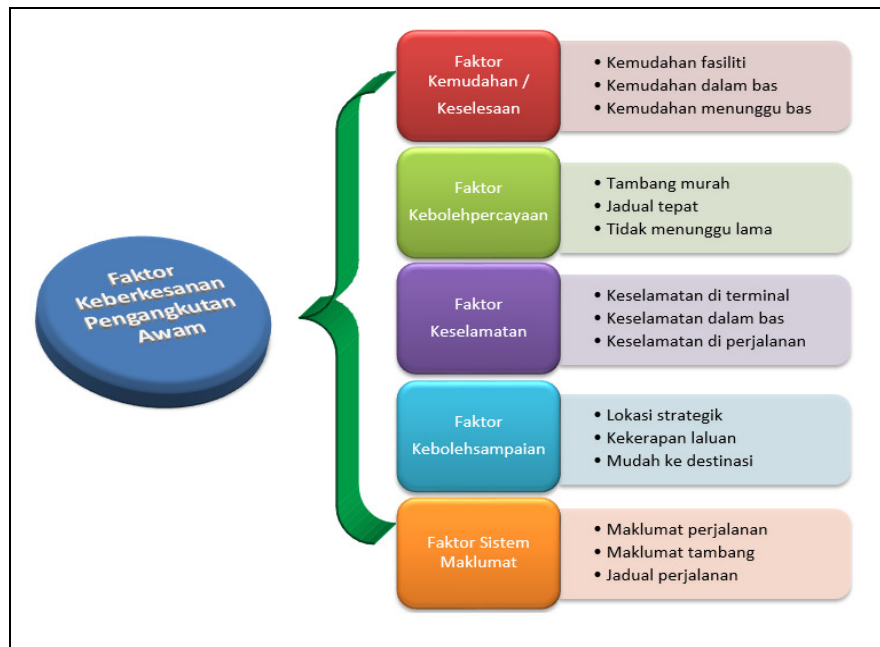 Faktor
Keberkesanan
Pengangkutan
Awam
Faktor
Kemudahan /
Keselesaan
• Kemudahan fasiliti
• Kemudahan dalam bas
• Kemudahan menunggu bas
Faktor
Kebolehpercayaan
• Tambang murah
• Jadual tepat
• Tidak menunggu lama
Faktor
Keselamatan
• Keselamatan di terminal
• Keselamatan dalam bas
• Keselamatan di perjalanan
Faktor
Kebolehsampaian
• Lokasi strategik
• Kekerapan laluan
• Mudah ke destinasi
Faktor Sistem
Maklumat
• Maklumat perjalanan
• Maklumat tambang
• Jadual perjalanan